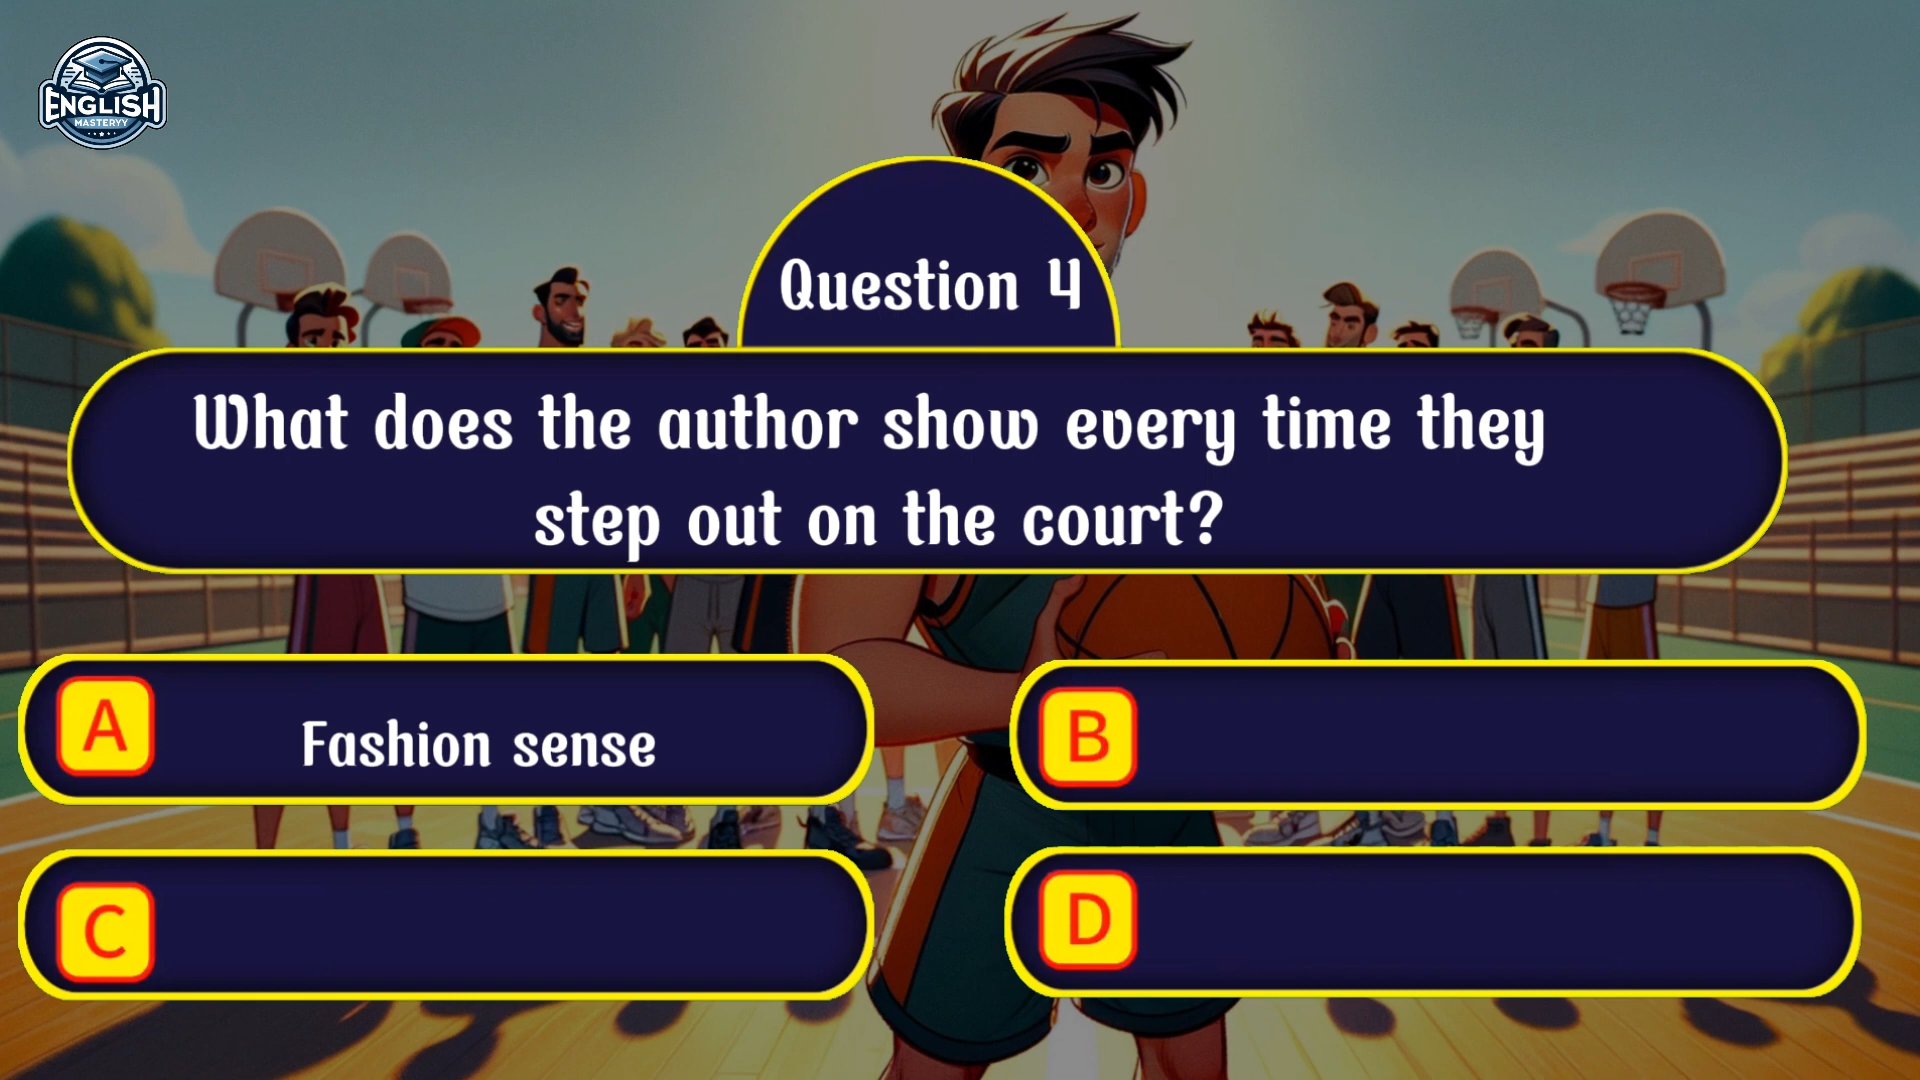 ENGLISH
MASTERYY
Question 4
What does the author show every time they
step out on the court?
A
Fashion sense
B
C
D